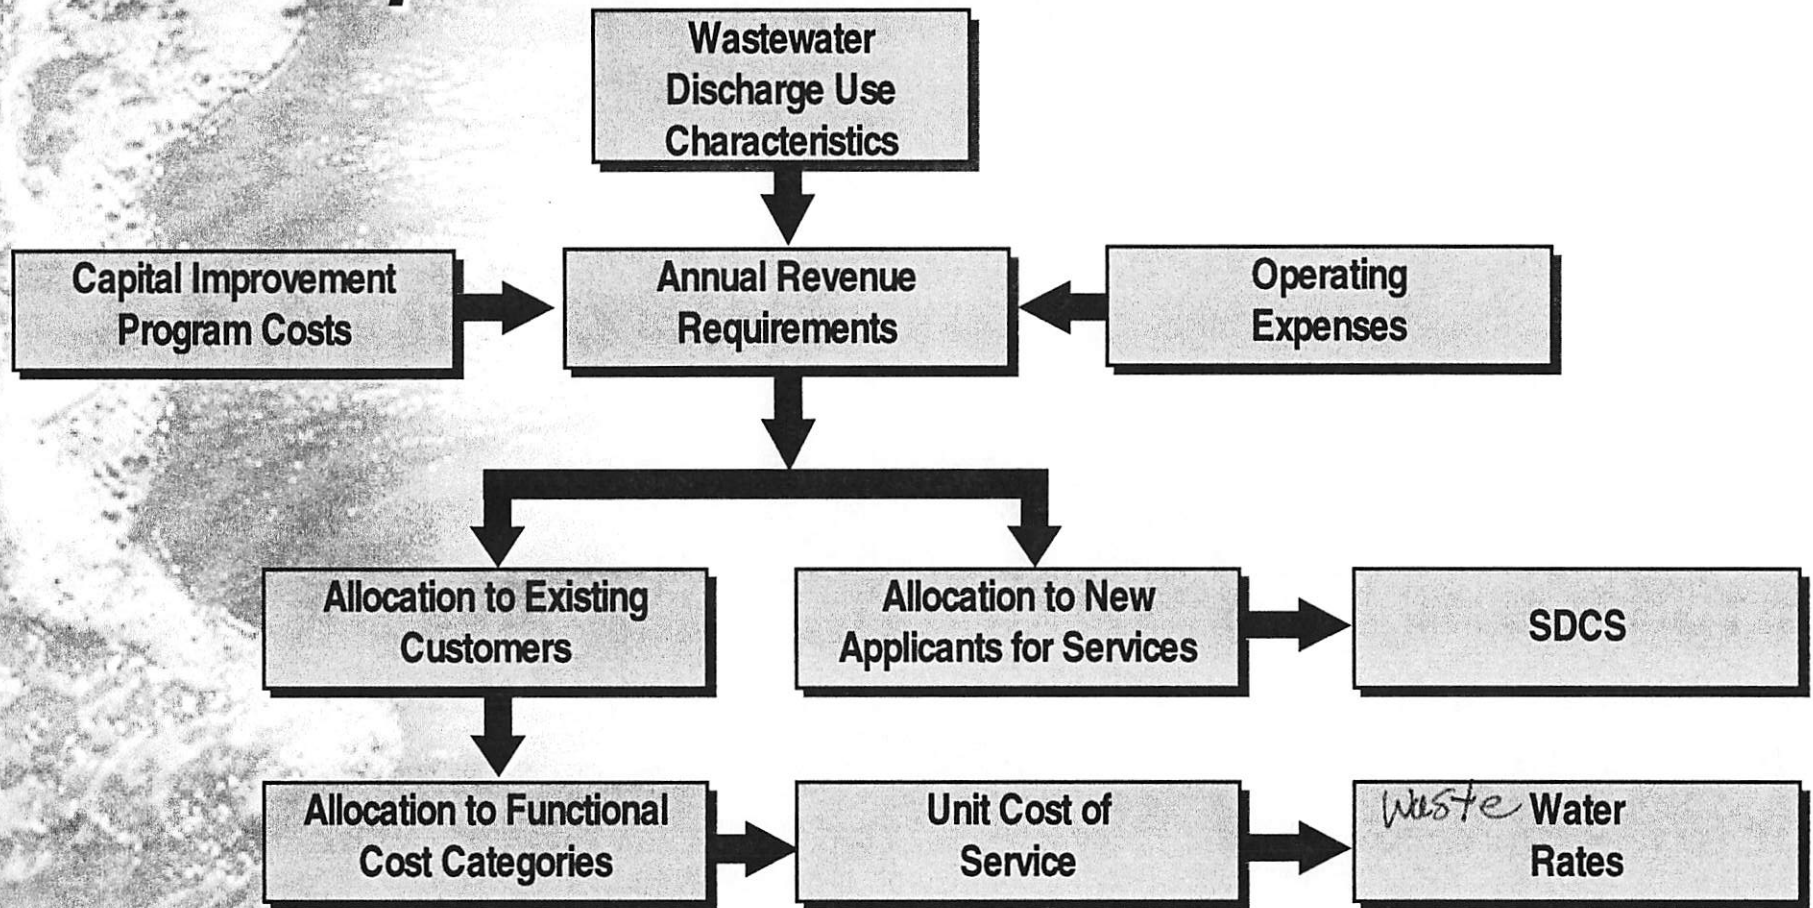 Wastewater
Discharge Use
Characteristics
Capital Improvement
Program Costs
Annual Revenue
Requirements
Operating
Expenses
Allocation to Existing
Customers
Allocation to New
Applicants for Services
SDCS
Allocation to Functional
Cost Categories
Unit Cost of
Service
Waste Water
Rates